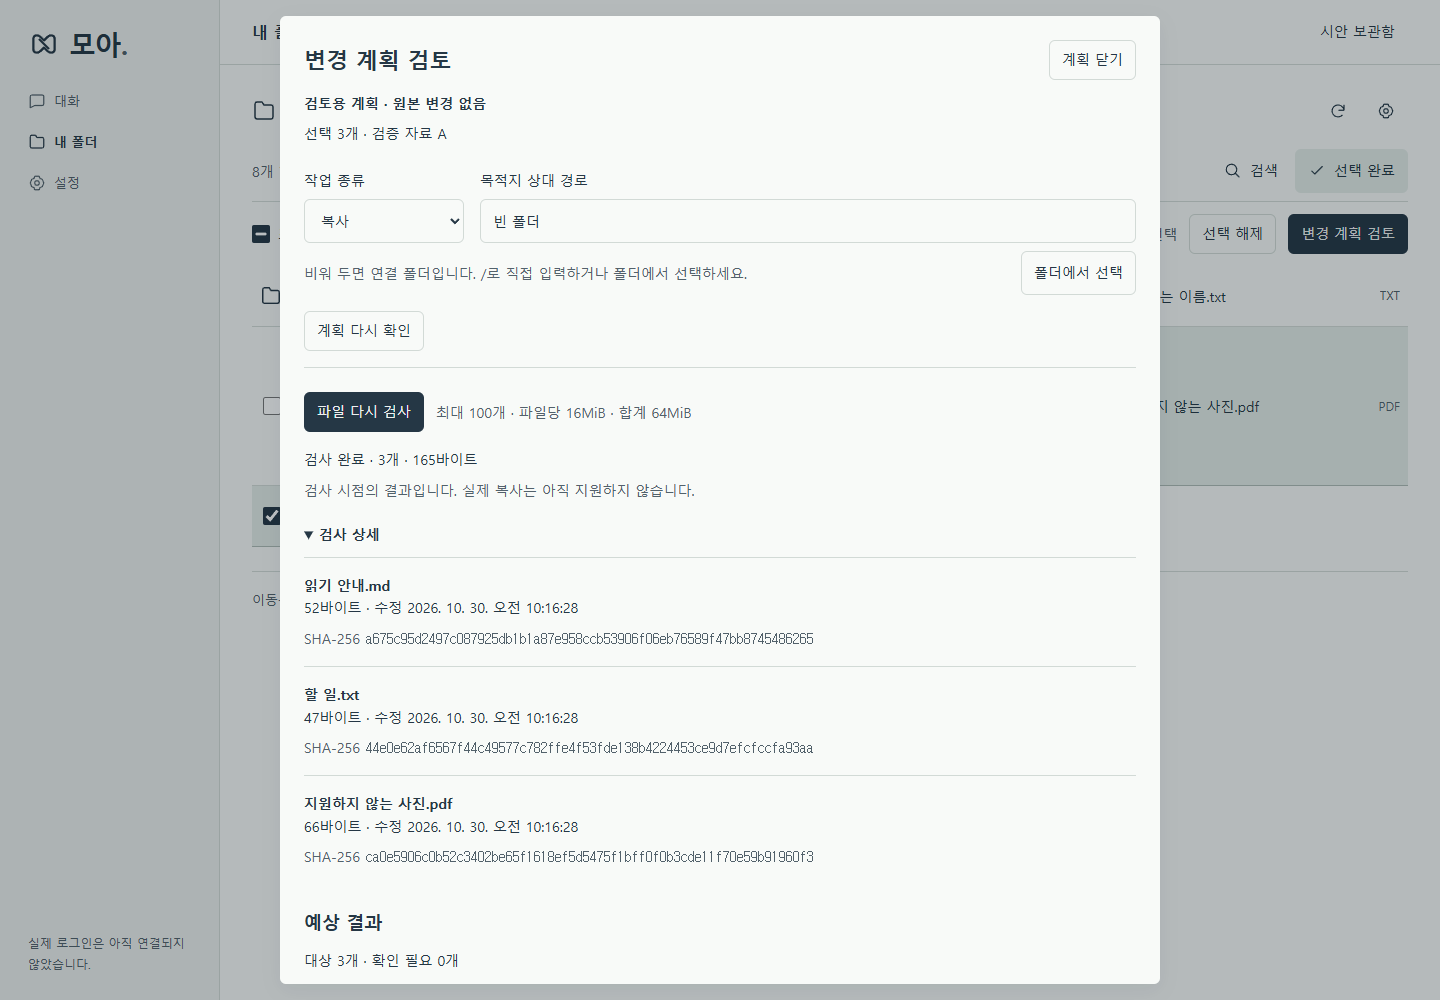 모아.
대화
내 폴더
설정
실제 로그인은 아직 연결되지
않았습니다.
내
시안 보관함
8개
검색
선택 완료
선택 해제
변경 계획 검토
는 이름.txt
TXT
지 않는 사진.pdf
PDF
이동
변경 계획 검토
계획 닫기
검토용 계획 · 원본 변경 없음
선택 3개 · 검증 자료 A
작업 종류
목적지 상대 경로
복사
빈 폴더
비워 두면 연결 폴더입니다. /로 직접 입력하거나 폴더에서 선택하세요.
폴더에서 선택
계획 다시 확인
파일 다시 검사
최대 100개 · 파일당 16MiB · 합계 64MiB
검사 완료 · 3개 · 165바이트
검사 시점의 결과입니다. 실제 복사는 아직 지원하지 않습니다.
▼ 검사 상세
읽기 안내.md
52바이트 · 수정 2026. 10. 30. 오전 10:16:28
SHA-256 a675c95d2497c087925db1b1a87e958ccb53906f06eb76589f47bb8745486265
할 일.txt
47바이트 · 수정 2026. 10. 30. 오전 10:16:28
SHA-256 44e0e62af6567f44c49577c782ffe4f53fde138b4224453ce9d7efcfccfa93aa
지원하지 않는 사진.pdf
66바이트 · 수정 2026. 10. 30. 오전 10:16:28
SHA-256 ca0e5906c0b52c3402be65f1618ef5d5475f1bff0f0b3cde11f70e59b91960f3
예상 결과
대상 3개 · 확인 필요 0개